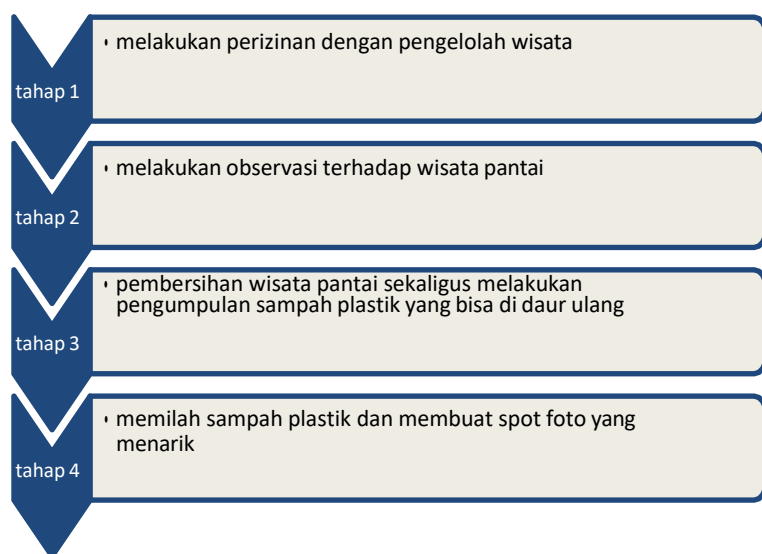 tahap 1
• melakukan perizinan dengan pengelolah wisata
tahap 2
• melakukan observasi terhadap wisata pantai
tahap 3
• pembersihan wisata pantai sekaligus melakukan
pengumpulan sampah plastik yang bisa di daur ulang
tahap 4
• memilah sampah plastik dan membuat spot foto yang
menarik